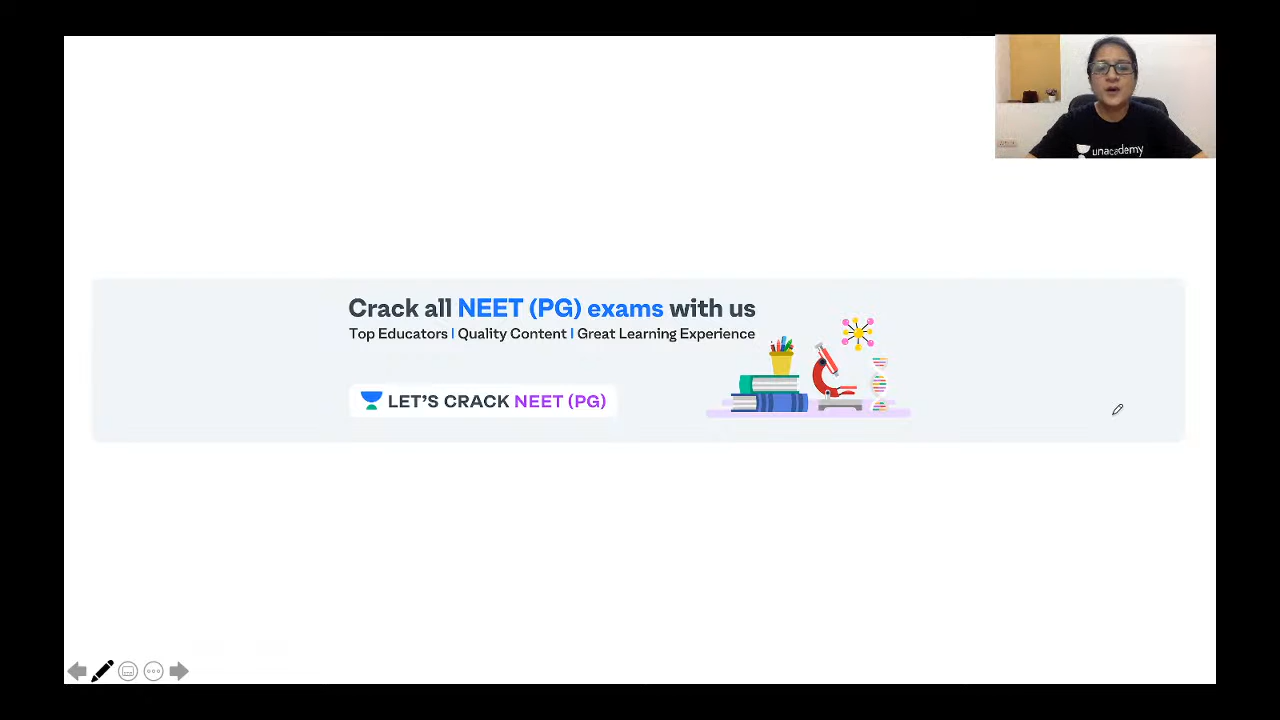 unacademy
Crack all NEET (PG) exams with us
Top Educators I Quality Content I Great Learning Experience
LET'S CRACK NEET (PG)